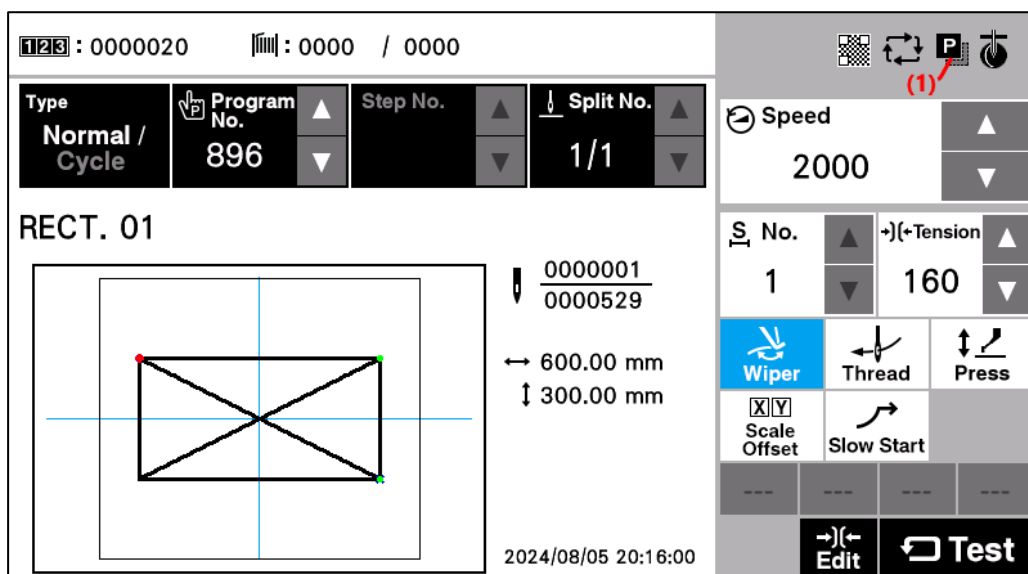 123 : 0000020 : 0000 / 0000
P
(1)
Type
Normal /
Cycle
P Program
No.
896
Step No.
Split No.
1/1
Speed
2000
RECT. 01
S No.
1
Tension
160
0000001
0000529
600.00 mm
300.00 mm
Wiper
Thread
Press
XY
Scale
Offset
Slow Start
--- --- --- ---
2024/08/05 20:16:00
Edit
Test